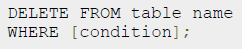 DELETE FROM table name
WHERE [condition];